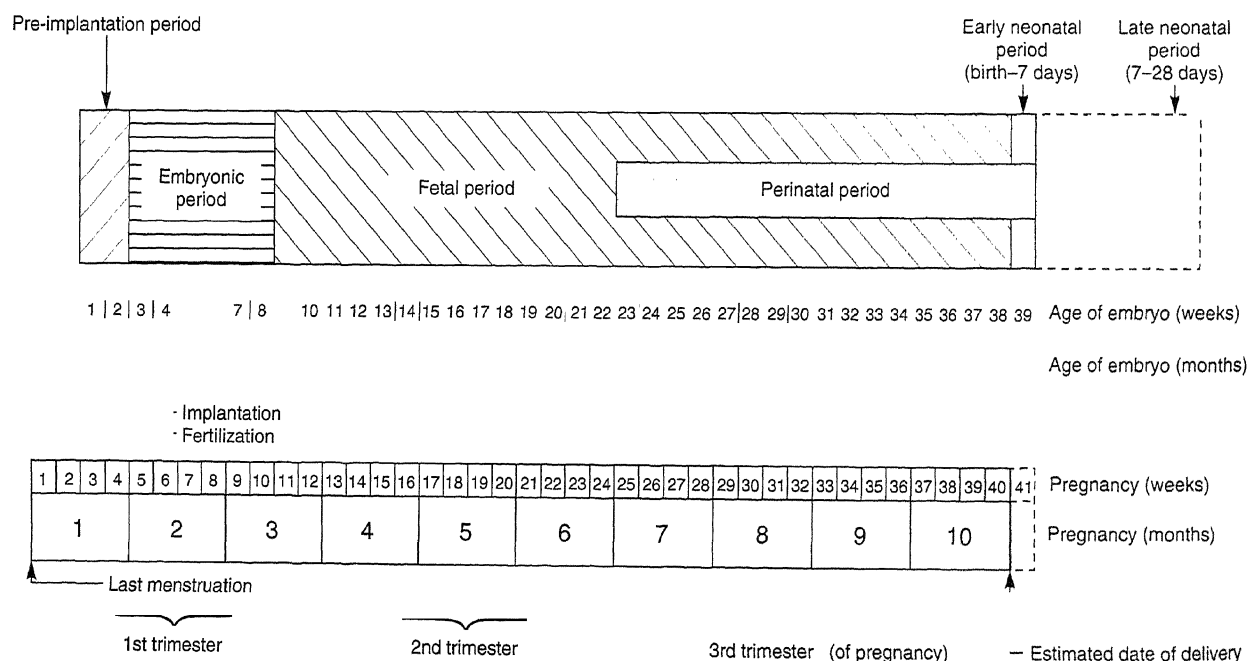 Pre-implantation period
Early neonatal
period
(birth–7 days)
Late neonatal
period
(7–28 days)
Embryonic
period
Fetal period
Perinatal period
1 | 2 | 3 | 4 7 | 8 10 11 12 13 | 14 | 15 16 17 18 19 20 | 21 22 23 24 25 26 27 | 28 29 | 30 31 32 33 34 35 36 37 38 39 Age of embryo (weeks)
Age of embryo (months)
- Implantation
- Fertilization
1 2 3 4 5 6 7 8 9 10 11 12 13 14 15 16 17 18 19 20 21 22 23 24 25 26 27 28 29 30 31 32 33 34 35 36 37 38 39 40 41 Pregnancy (weeks)
1 2 3 4 5 6 7 8 9 10 Pregnancy (months)
Last menstruation
1st trimester 2nd trimester 3rd trimester (of pregnancy) – Estimated date of delivery